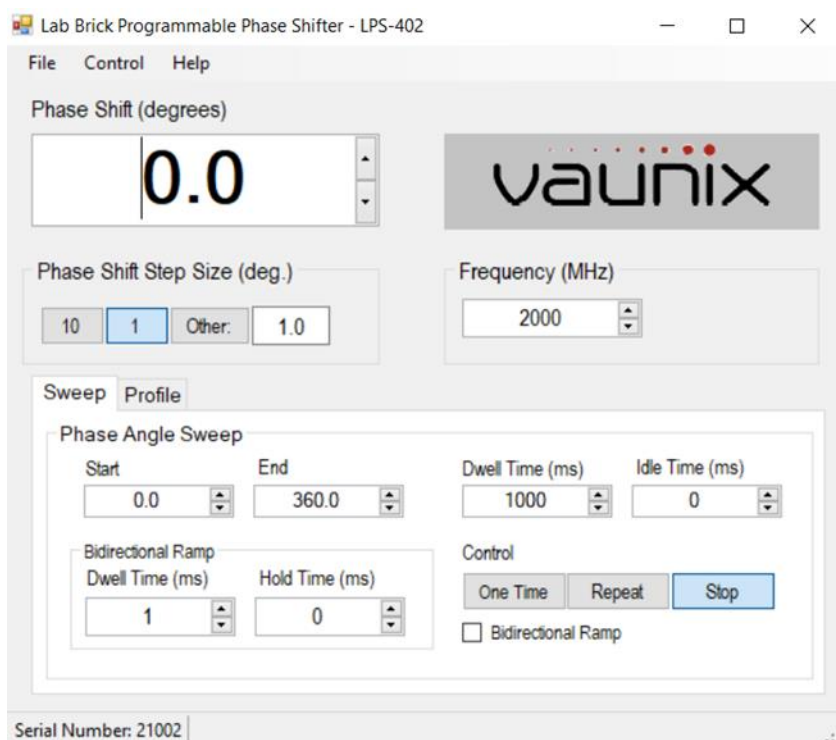 Lab Brick Programmable Phase Shifter - LPS-402
File Control Help
Phase Shift (degrees)
0.0
vaunix
Phase Shift Step Size (deg.)
10 1 Other: 1.0
Frequency (MHz)
2000
Sweep Profile
Phase Angle Sweep
Start End Dwell Time (ms) Idle Time (ms)
0.0 360.0 1000 0
Bidirectional Ramp
Dwell Time (ms) Hold Time (ms)
1 0
Control
One Time Repeat Stop
Bidirectional Ramp
Serial Number: 21002